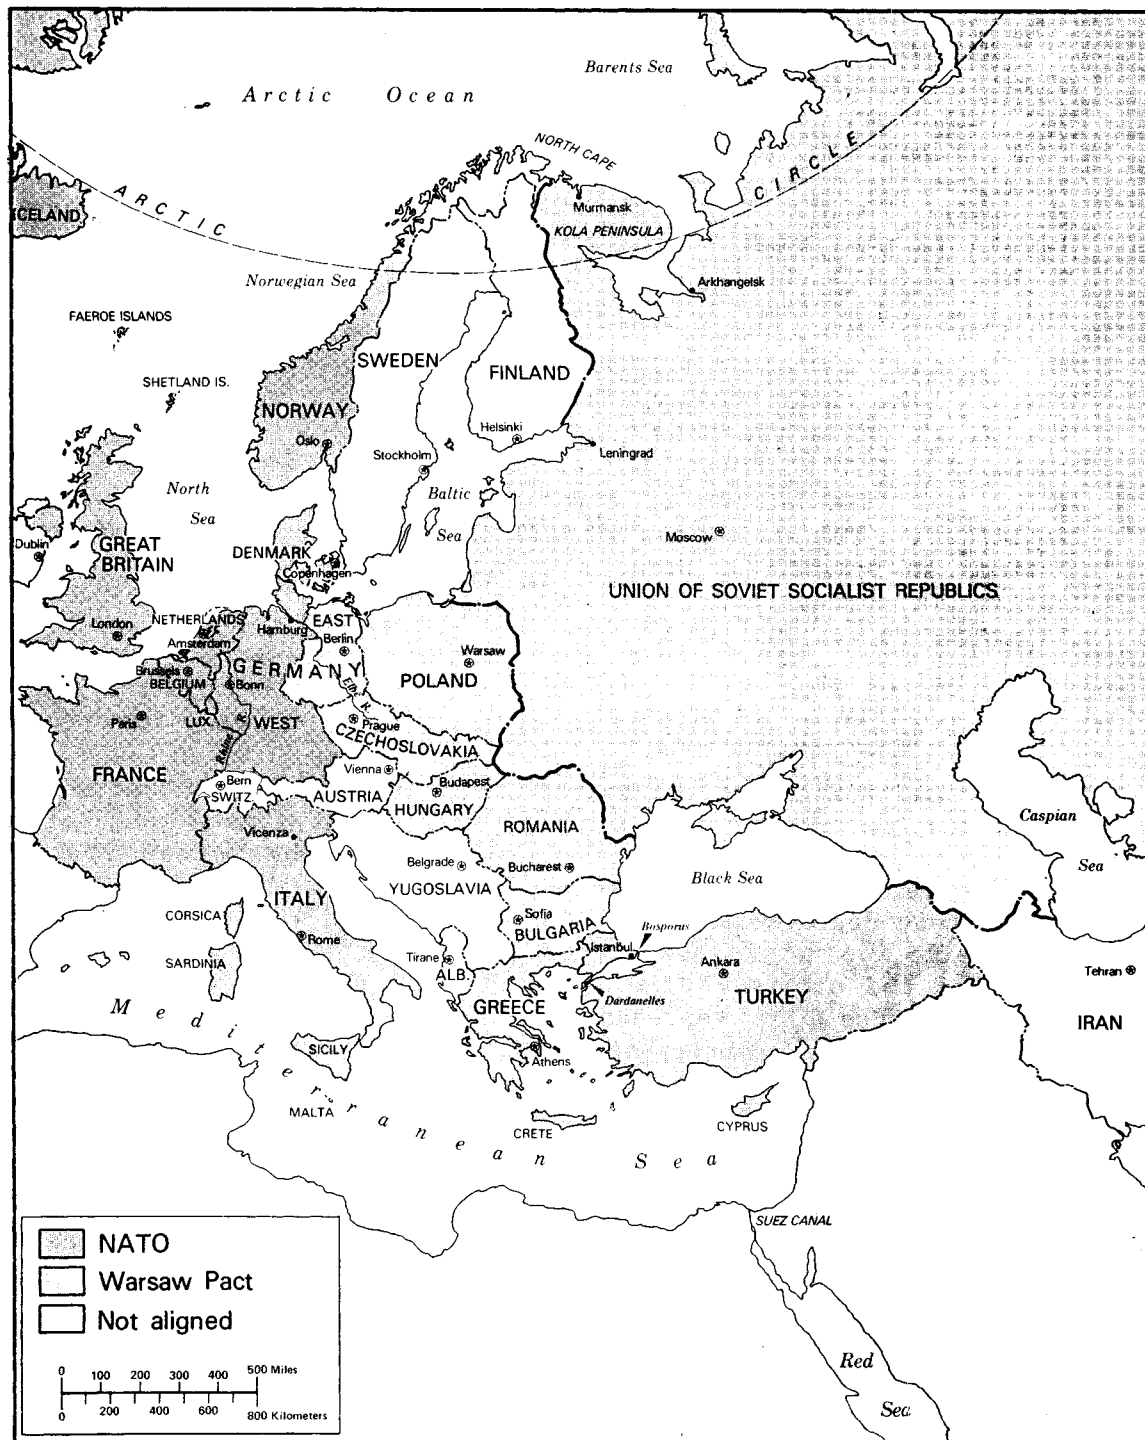 Barents Sea
Arctic Ocean
NORTH CAPE
ARCTIC CIRCLE
ICELAND
Murmansk
KOLA PENINSULA
Norwegian Sea
Arkhangelsk
FAEROE ISLANDS
SWEDEN
FINLAND
SHETLAND IS.
NORWAY
Helsinki
Oslo
Leningrad
Stockholm
North
Sea
Baltic
Sea
Moscow
Dublin
GREAT
BRITAIN
DENMARK
Copenhagen
UNION OF SOVIET SOCIALIST REPUBLICS
NETHERLANDS
London
Hamburg
EAST
Amsterdam
Berlin
Warsaw
Brussels
GERMANY
BELGIUM
Bonn
POLAND
Elbe R.
Paris
LUX.
R.
WEST
Prague
CZECHOSLOVAKIA
Rhine
FRANCE
Vienna
Bern
Budapest
SWITZ.
AUSTRIA
HUNGARY
Caspian
Sea
Vicenza
ROMANIA
Belgrade
Bucharest
Black Sea
YUGOSLAVIA
ITALY
CORSICA
Sofia
BULGARIA
Bosporus
Rome
Istanbul
Tirane
SARDINIA
ALB.
Ankara
Tehran
GREECE
Dardanelles
TURKEY
IRAN
Mediterranean Sea
SICILY
Athens
MALTA
CRETE
CYPRUS
SUEZ CANAL
NATO
Warsaw Pact
Not aligned
0 100 200 300 400 500 Miles
0 200 400 600 800 Kilometers
Red
Sea